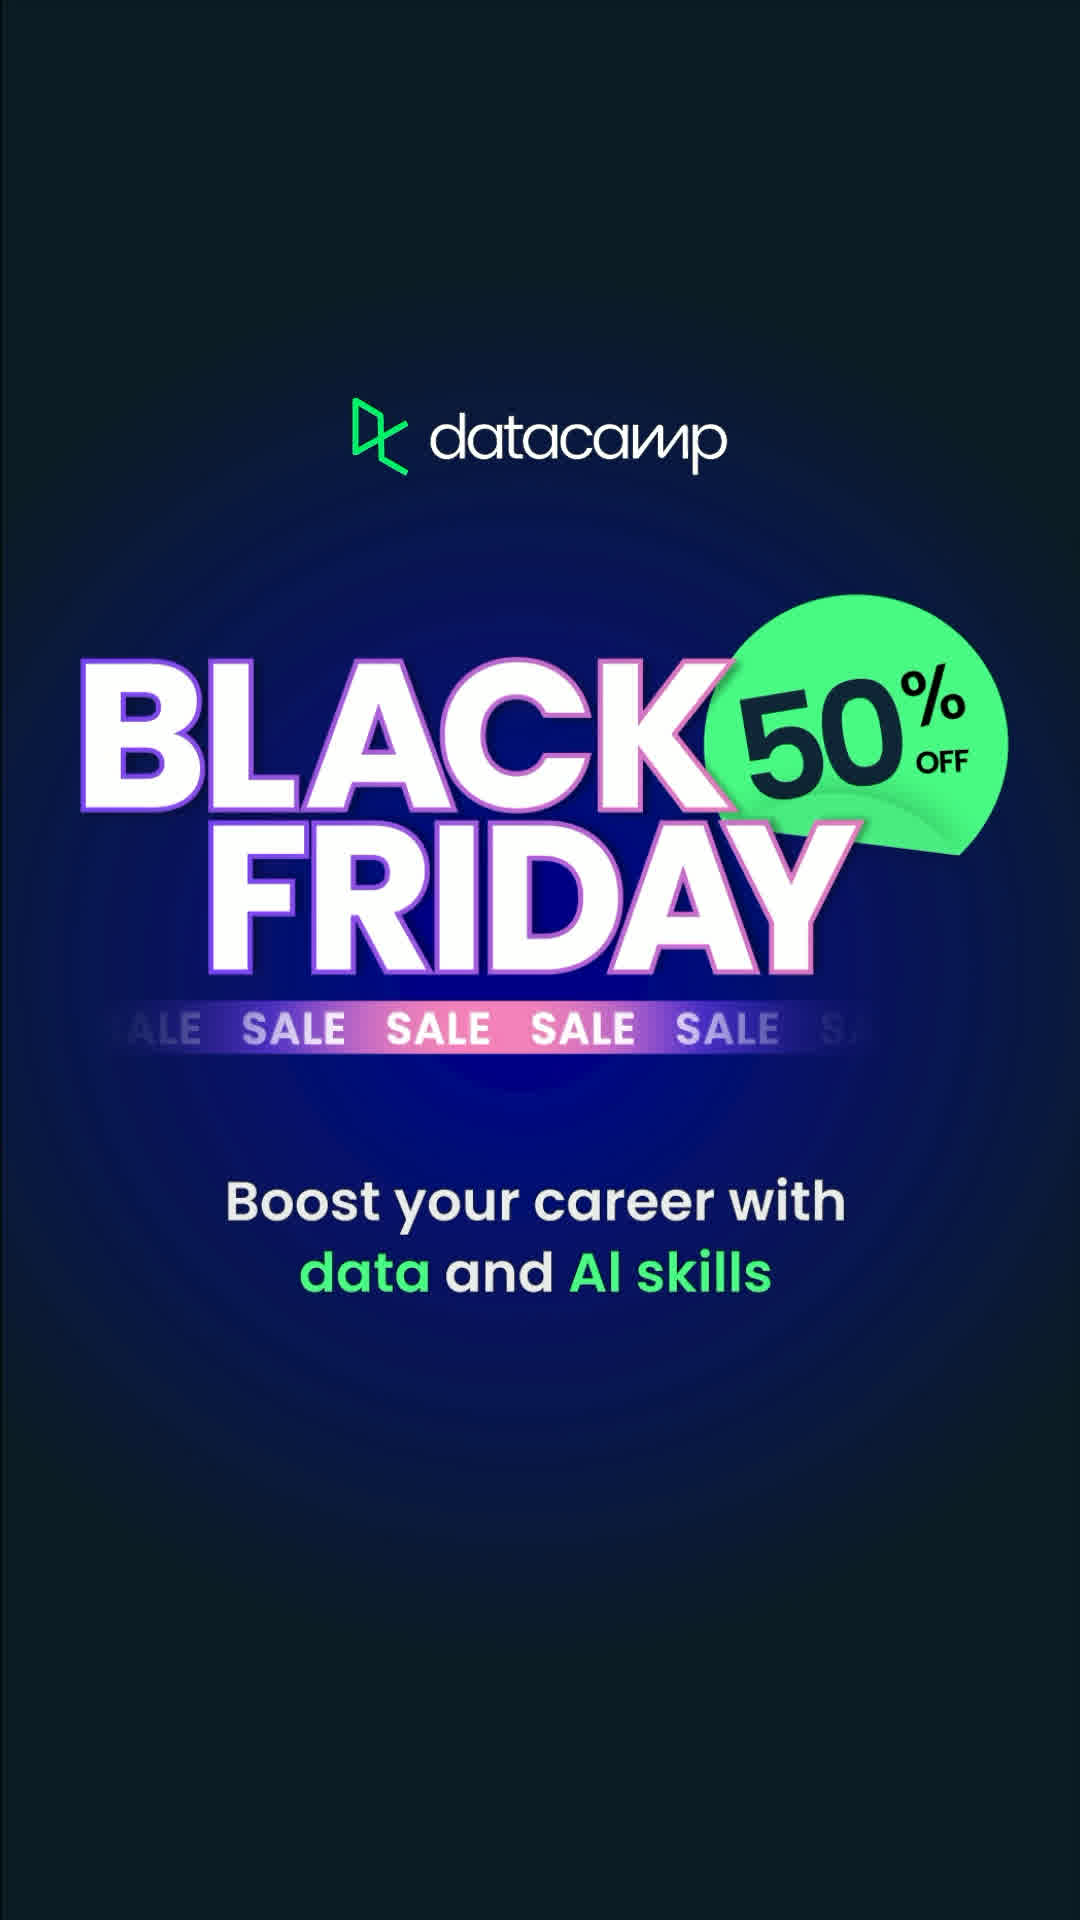 datacamp
BLACK
50%
OFF
FRIDAY
SALE SALE SALE SALE
Boost your career with
data and AI skills